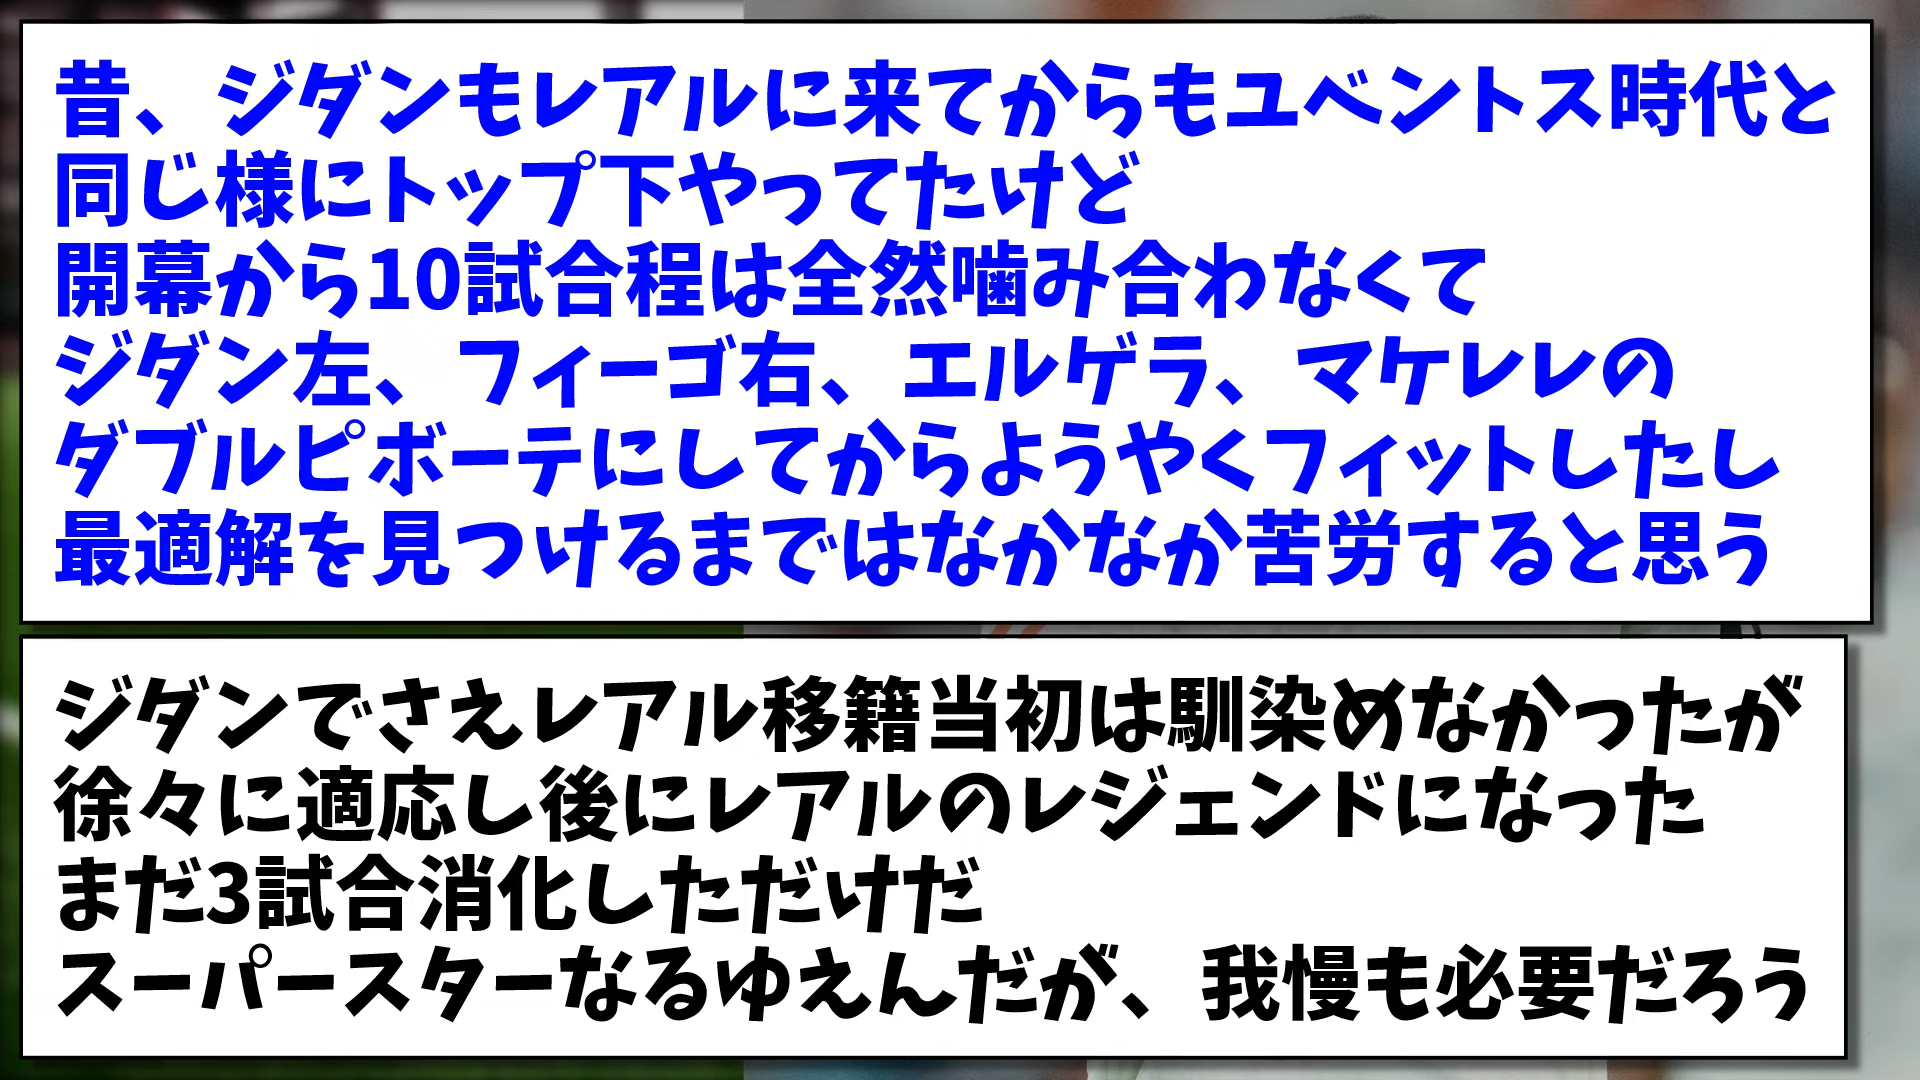 昔、ジダンもレアルに来てからもユベントス時代と
同じ様にトップ下やってたけど
開幕から10試合程は全然噛み合わなくて
ジダン左、フィーゴ右、エルゲラ、マケレレの
ダブルピボーテにしてからようやくフィットしたし
最適解を見つけるまではなかなか苦労すると思う
ジダンでさえレアル移籍当初は馴染めなかったが
徐々に適応し後にレアルのレジェンドになった
まだ3試合消化しただけだ
スーパースターなるゆえんだが、我慢も必要だろう